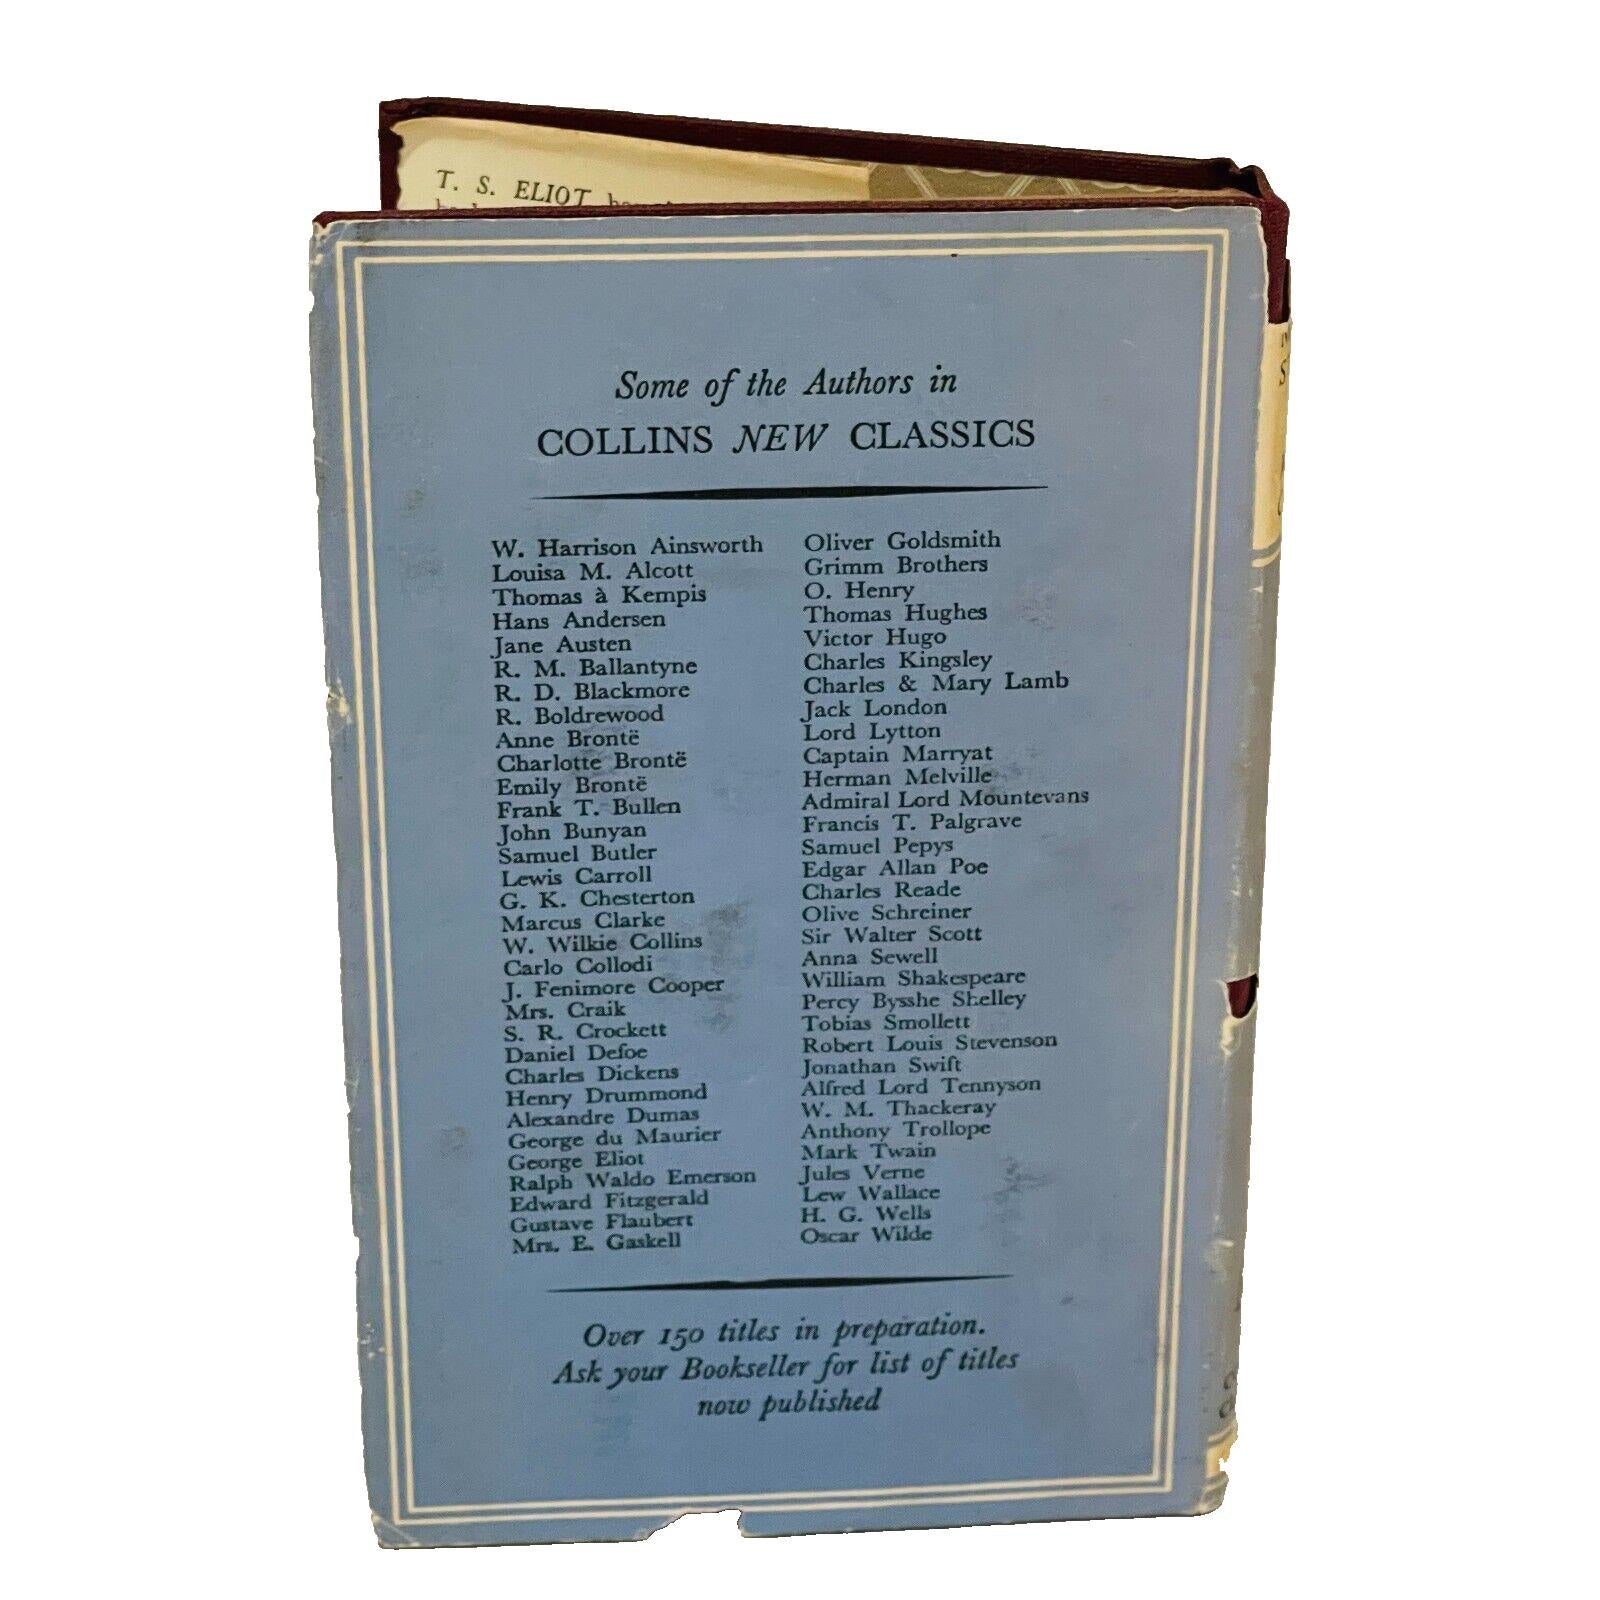 T. S. ELIOT
Some of the Authors in
COLLINS NEW CLASSICS
W. Harrison Ainsworth
Louisa M. Alcott
Thomas à Kempis
Hans Andersen
Jane Austen
R. M. Ballantyne
R. D. Blackmore
R. Boldrewood
Anne Brontë
Charlotte Brontë
Emily Brontë
Frank T. Bullen
John Bunyan
Samuel Butler
Lewis Carroll
G. K. Chesterton
Marcus Clarke
W. Wilkie Collins
Carlo Collodi
J. Fenimore Cooper
Mrs. Craik
S. R. Crockett
Daniel Defoe
Charles Dickens
Henry Drummond
Alexandre Dumas
George du Maurier
George Eliot
Ralph Waldo Emerson
Edward Fitzgerald
Gustave Flaubert
Mrs. E. Gaskell
Oliver Goldsmith
Grimm Brothers
O. Henry
Thomas Hughes
Victor Hugo
Charles Kingsley
Charles & Mary Lamb
Jack London
Lord Lytton
Captain Marryat
Herman Melville
Admiral Lord Mountevans
Francis T. Palgrave
Samuel Pepys
Edgar Allan Poe
Charles Reade
Olive Schreiner
Sir Walter Scott
Anna Sewell
William Shakespeare
Percy Bysshe Shelley
Tobias Smollett
Robert Louis Stevenson
Jonathan Swift
Alfred Lord Tennyson
W. M. Thackeray
Anthony Trollope
Mark Twain
Jules Verne
Lew Wallace
H. G. Wells
Oscar Wilde
Over 150 titles in preparation.
Ask your Bookseller for list of titles
now published